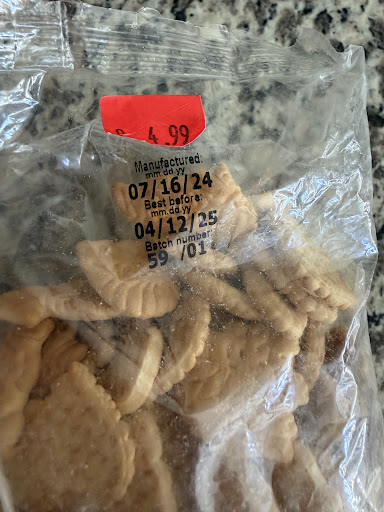 4.99
Manufactured:
mm.dd.yy
07/16/24
Best before:
mm.dd.yy
04/12/25
Batch number:
59 /01